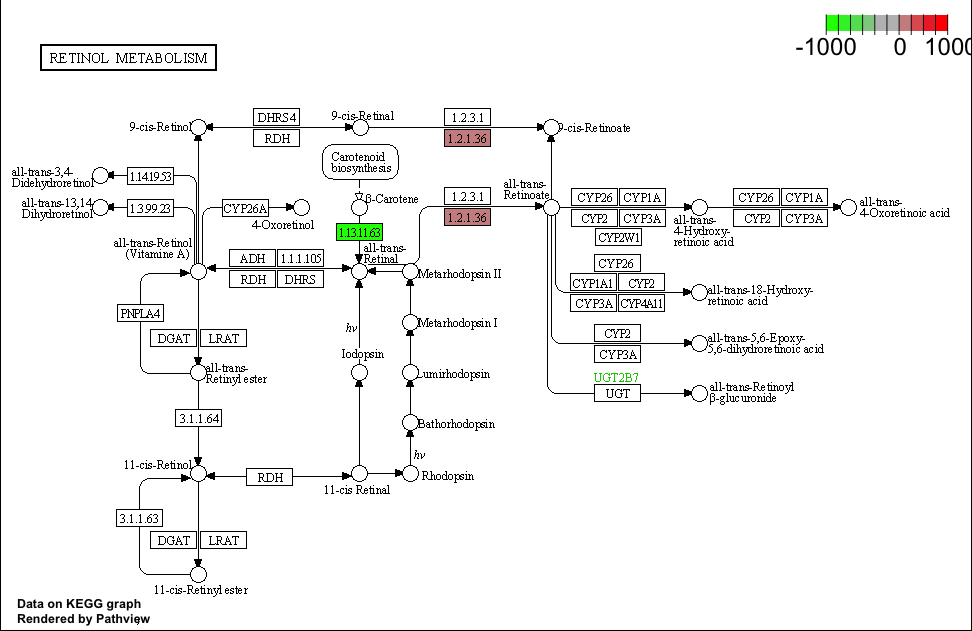 -1000 0 1000
RETINOL METABOLISM
DHRS4
9-cis-Retinal
1.2.3.1
9-cis-Retinol
9-cis-Retinoate
RDH
1.2.1.36
Carotenoid
biosynthesis
all-trans-3,4-
Didehydroretinol
1.14.19.53
all-trans-
Retinoate
1.2.3.1
β-Carotene
CYP26 CYP1A
CYP26 CYP1A
all-trans-13,14
Dihydroretinol
1.3.99.23
CYP26A
4-Oxoretinol
1.2.1.36
CYP2 CYP3A
all-trans-
4-Hydroxy-
retinoic acid
CYP2 CYP3A
all-trans-
4-Oxoretinoic acid
CYP2W1
1.13.11.63
all-trans-
Retinal
all-trans-Retinol
(Vitamine A)
ADH 1.1.1.105
RDH DHRS
Metarhodopsin II
CYP26
CYP1A1 CYP2
CYP3A CYP4A11
all-trans-18-Hydroxy-
retinoic acid
PNPLA4
hν
Metarhodopsin I
DGAT LRAT
CYP2
CYP3A
all-trans-5,6-Epoxy-
5,6-dihydroretinoic acid
Iodopsin
all-trans-
Retinyl ester
Lumirhodopsin
UGT2B7
UGT
all-trans-Retinoyl
β-glucuronide
3.1.1.64
Bathorhodopsin
hν
11-cis-Retinol
RDH
11-cis Retinal
Rhodopsin
3.1.1.63
DGAT LRAT
11-cis-Retinyl ester
Data on KEGG graph
Rendered by Pathview